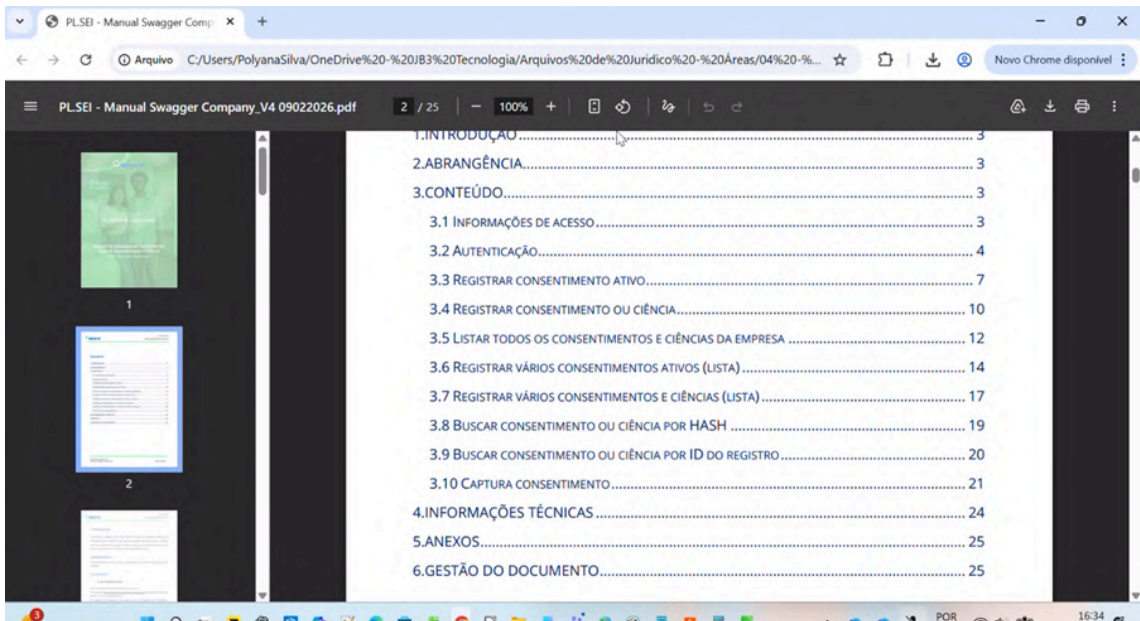 PL.SEI - Manual Swagger Comp
Arquivo C:/Users/PolyanaSilva/OneDrive%20-%20JB3%20Tecnologia/Arquivos%20de%20Juridico%20-%20Áreas/04%20-%... Novo Chrome disponível
PL.SEI - Manual Swagger Company_V4 09022026.pdf 2 / 25 100%
1.INTRODUÇÃO 3
2.ABRANGÊNCIA 3
3.CONTEÚDO 3
3.1 INFORMAÇÕES DE ACESSO 3
3.2 AUTENTICAÇÃO 4
3.3 REGISTRAR CONSENTIMENTO ATIVO 7
3.4 REGISTRAR CONSENTIMENTO OU CIÊNCIA 10
3.5 LISTAR TODOS OS CONSENTIMENTOS E CIÊNCIAS DA EMPRESA 12
3.6 REGISTRAR VÁRIOS CONSENTIMENTOS ATIVOS (LISTA) 14
3.7 REGISTRAR VÁRIOS CONSENTIMENTOS E CIÊNCIAS (LISTA) 17
3.8 BUSCAR CONSENTIMENTO OU CIÊNCIA POR HASH 19
3.9 BUSCAR CONSENTIMENTO OU CIÊNCIA POR ID DO REGISTRO 20
3.10 CAPTURA CONSENTIMENTO 21
4.INFORMAÇÕES TÉCNICAS 24
5.ANEXOS 25
6.GESTÃO DO DOCUMENTO 25
1
2
3
POR
16:34